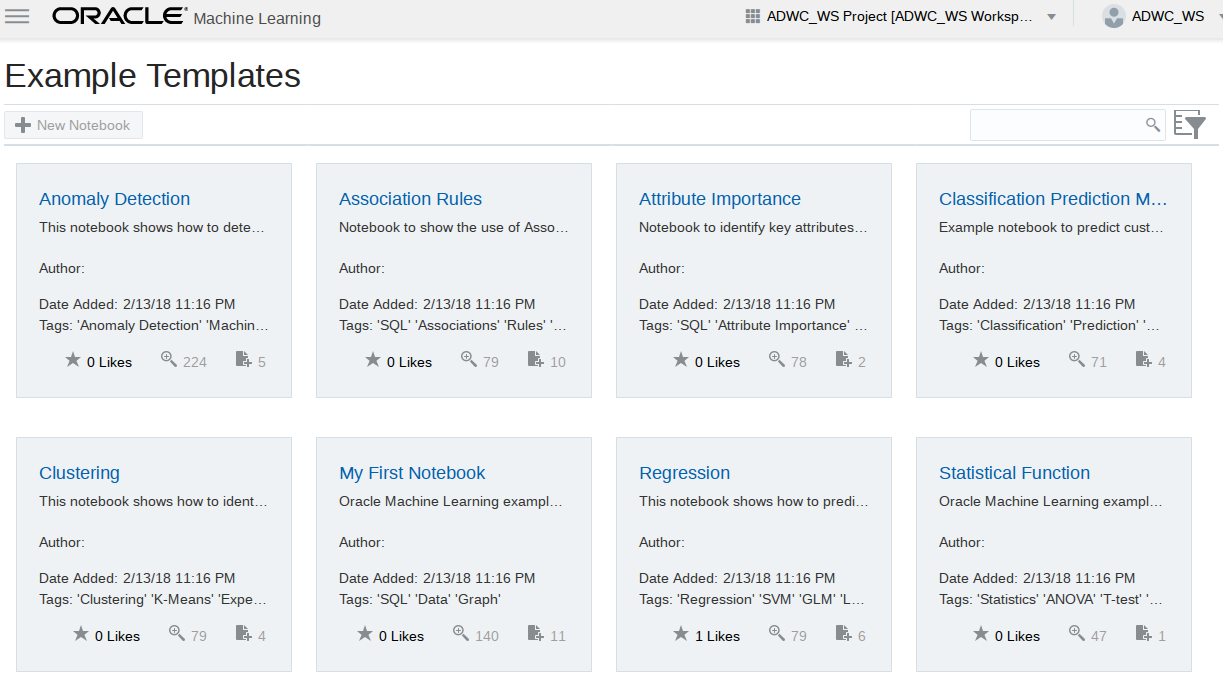 ORACLE Machine Learning
ADWC_WS Project [ADWC_WS Worksp...
ADWC_WS
Example Templates
New Notebook
Anomaly Detection
This notebook shows how to dete...
Author:
Date Added: 2/13/18 11:16 PM
Tags: 'Anomaly Detection' 'Machin...
0 Likes 224 5
Association Rules
Notebook to show the use of Asso...
Author:
Date Added: 2/13/18 11:16 PM
Tags: 'SQL' 'Associations' 'Rules' '...
0 Likes 79 10
Attribute Importance
Notebook to identify key attributes...
Author:
Date Added: 2/13/18 11:16 PM
Tags: 'SQL' 'Attribute Importance' ...
0 Likes 78 2
Classification Prediction M...
Example notebook to predict cust...
Author:
Date Added: 2/13/18 11:16 PM
Tags: 'Classification' 'Prediction' '...
0 Likes 71 4
Clustering
This notebook shows how to ident...
Author:
Date Added: 2/13/18 11:16 PM
Tags: 'Clustering' 'K-Means' 'Expe...
0 Likes 79 4
My First Notebook
Oracle Machine Learning exampl...
Author:
Date Added: 2/13/18 11:16 PM
Tags: 'SQL' 'Data' 'Graph'
0 Likes 140 11
Regression
This notebook shows how to predi...
Author:
Date Added: 2/13/18 11:16 PM
Tags: 'Regression' 'SVM' 'GLM' 'L...
1 Likes 79 6
Statistical Function
Oracle Machine Learning exampl...
Author:
Date Added: 2/13/18 11:16 PM
Tags: 'Statistics' 'ANOVA' 'T-test' '...
0 Likes 47 1